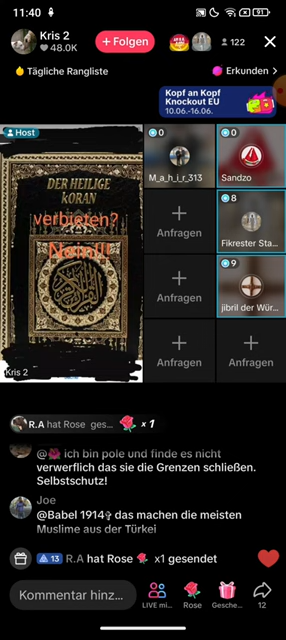 11:40
91
Kris 2
48.0K
+ Folgen
122
Tägliche Rangliste
Erkunden >
Kopf an Kopf
Knockout EU
10.06.-16.06.
Host
DER HEILIGE
KORAN
verbieten?
Nein!!
Kris 2
0
M_a_h_i_r_313
0
Sandzo
Anfragen
8
Fikrester Sta...
Anfragen
9
jibril der Wür...
Anfragen
Anfragen
R.A hat Rose ges... x 1
@ ich bin pole und finde es nicht
verwerflich das sie die Grenzen schließen.
Selbstschutz!
Joe
@Babel 1914✞ das machen die meisten
Muslime aus der Türkei
13 R.A hat Rose x1 gesendet
Kommentar hinz...
LIVE mi...
Rose
Gesche...
12